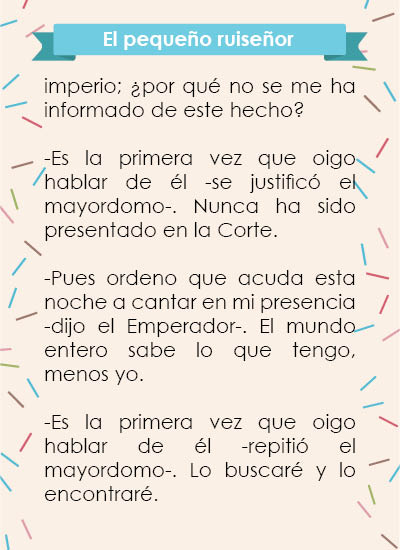 El pequeño ruiseñor
imperio; ¿por qué no se me ha
informado de este hecho?
-Es la primera vez que oigo
hablar de él -se justificó el
mayordomo-. Nunca ha sido
presentado en la Corte.
-Pues ordeno que acuda esta
noche a cantar en mi presencia
-dijo el Emperador-. El mundo
entero sabe lo que tengo,
menos yo.
-Es la primera vez que oigo
hablar de él -repitió el
mayordomo-. Lo buscaré y lo
encontraré.